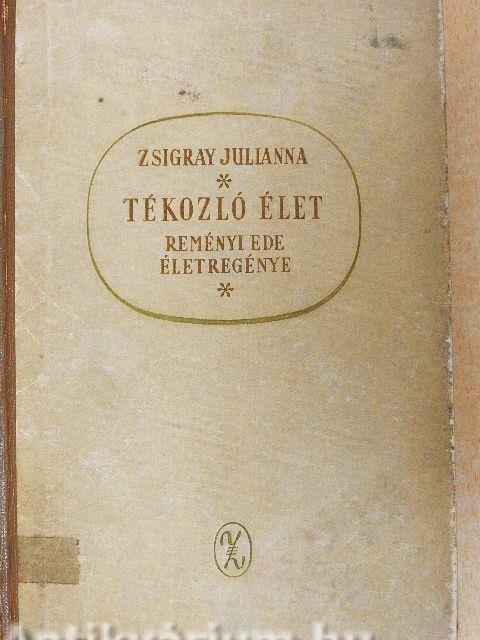 ZSIGRAY JULIANNA
*
TÉKOZLÓ ÉLET
REMÉNYI EDE
ÉLETREGÉNYE
*